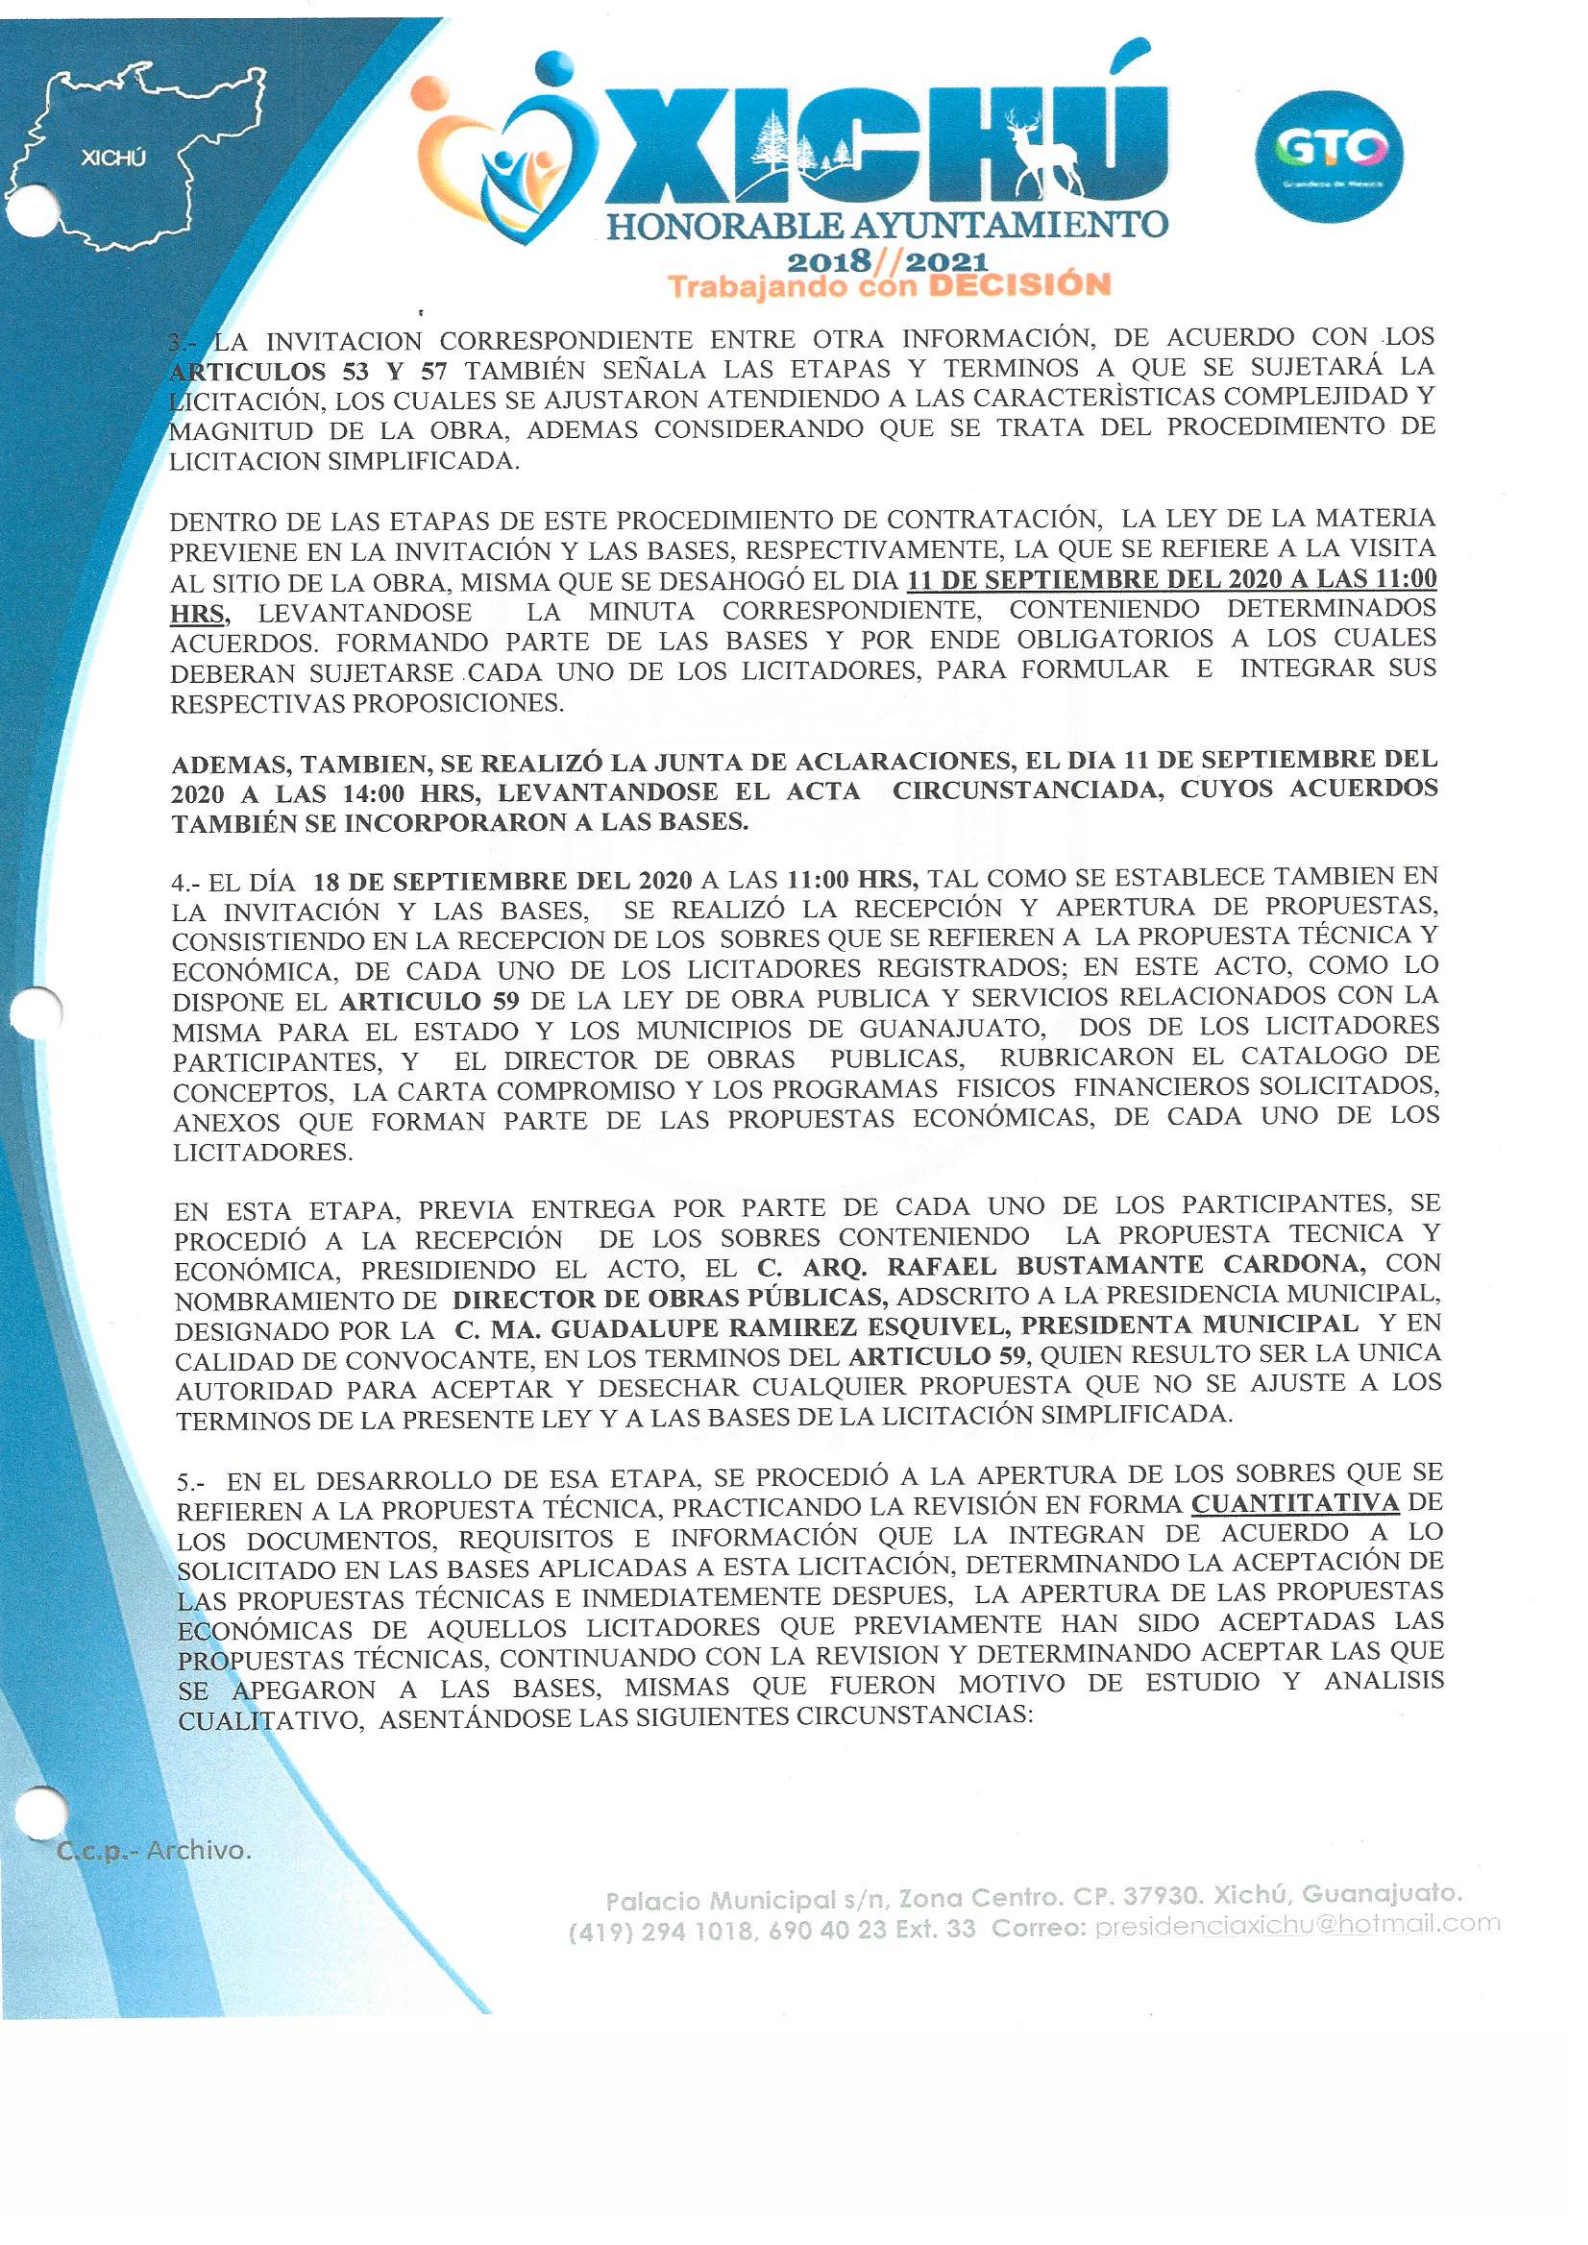 XICHÚ
XICHÚ
GTO
Grandeza de México
HONORABLE AYUNTAMIENTO
2018//2021
Trabajando con DECISIÓN
3.- LA INVITACION CORRESPONDIENTE ENTRE OTRA INFORMACIÓN, DE ACUERDO CON LOS
ARTICULOS 53 Y 57 TAMBIÉN SEÑALA LAS ETAPAS Y TERMINOS A QUE SE SUJETARÁ LA
LICITACIÓN, LOS CUALES SE AJUSTARON ATENDIENDO A LAS CARACTERÌSTICAS COMPLEJIDAD Y
MAGNITUD DE LA OBRA, ADEMAS CONSIDERANDO QUE SE TRATA DEL PROCEDIMIENTO DE
LICITACION SIMPLIFICADA.
DENTRO DE LAS ETAPAS DE ESTE PROCEDIMIENTO DE CONTRATACIÓN, LA LEY DE LA MATERIA
PREVIENE EN LA INVITACIÓN Y LAS BASES, RESPECTIVAMENTE, LA QUE SE REFIERE A LA VISITA
AL SITIO DE LA OBRA, MISMA QUE SE DESAHOGÓ EL DIA 11 DE SEPTIEMBRE DEL 2020 A LAS 11:00
HRS, LEVANTANDOSE LA MINUTA CORRESPONDIENTE, CONTENIENDO DETERMINADOS
ACUERDOS. FORMANDO PARTE DE LAS BASES Y POR ENDE OBLIGATORIOS A LOS CUALES
DEBERAN SUJETARSE CADA UNO DE LOS LICITADORES, PARA FORMULAR E INTEGRAR SUS
RESPECTIVAS PROPOSICIONES.
ADEMAS, TAMBIEN, SE REALIZÓ LA JUNTA DE ACLARACIONES, EL DIA 11 DE SEPTIEMBRE DEL
2020 A LAS 14:00 HRS, LEVANTANDOSE EL ACTA CIRCUNSTANCIADA, CUYOS ACUERDOS
TAMBIÉN SE INCORPORARON A LAS BASES.
4.- EL DÍA 18 DE SEPTIEMBRE DEL 2020 A LAS 11:00 HRS, TAL COMO SE ESTABLECE TAMBIEN EN
LA INVITACIÓN Y LAS BASES, SE REALIZÓ LA RECEPCIÓN Y APERTURA DE PROPUESTAS,
CONSISTIENDO EN LA RECEPCION DE LOS SOBRES QUE SE REFIEREN A LA PROPUESTA TÉCNICA Y
ECONÓMICA, DE CADA UNO DE LOS LICITADORES REGISTRADOS; EN ESTE ACTO, COMO LO
DISPONE EL ARTICULO 59 DE LA LEY DE OBRA PUBLICA Y SERVICIOS RELACIONADOS CON LA
MISMA PARA EL ESTADO Y LOS MUNICIPIOS DE GUANAJUATO, DOS DE LOS LICITADORES
PARTICIPANTES, Y EL DIRECTOR DE OBRAS PUBLICAS, RUBRICARON EL CATALOGO DE
CONCEPTOS, LA CARTA COMPROMISO Y LOS PROGRAMAS FISICOS FINANCIEROS SOLICITADOS,
ANEXOS QUE FORMAN PARTE DE LAS PROPUESTAS ECONÓMICAS, DE CADA UNO DE LOS
LICITADORES.
EN ESTA ETAPA, PREVIA ENTREGA POR PARTE DE CADA UNO DE LOS PARTICIPANTES, SE
PROCEDIÓ A LA RECEPCIÓN DE LOS SOBRES CONTENIENDO LA PROPUESTA TECNICA Y
ECONÓMICA, PRESIDIENDO EL ACTO, EL C. ARQ. RAFAEL BUSTAMANTE CARDONA, CON
NOMBRAMIENTO DE DIRECTOR DE OBRAS PÚBLICAS, ADSCRITO A LA PRESIDENCIA MUNICIPAL,
DESIGNADO POR LA C. MA. GUADALUPE RAMIREZ ESQUIVEL, PRESIDENTA MUNICIPAL Y EN
CALIDAD DE CONVOCANTE, EN LOS TERMINOS DEL ARTICULO 59, QUIEN RESULTO SER LA UNICA
AUTORIDAD PARA ACEPTAR Y DESECHAR CUALQUIER PROPUESTA QUE NO SE AJUSTE A LOS
TERMINOS DE LA PRESENTE LEY Y A LAS BASES DE LA LICITACIÓN SIMPLIFICADA.
5.- EN EL DESARROLLO DE ESA ETAPA, SE PROCEDIÓ A LA APERTURA DE LOS SOBRES QUE SE
REFIEREN A LA PROPUESTA TÉCNICA, PRACTICANDO LA REVISIÓN EN FORMA CUANTITATIVA DE
LOS DOCUMENTOS, REQUISITOS E INFORMACIÓN QUE LA INTEGRAN DE ACUERDO A LO
SOLICITADO EN LAS BASES APLICADAS A ESTA LICITACIÓN, DETERMINANDO LA ACEPTACIÓN DE
LAS PROPUESTAS TÉCNICAS E INMEDIATEMENTE DESPUES, LA APERTURA DE LAS PROPUESTAS
ECONÓMICAS DE AQUELLOS LICITADORES QUE PREVIAMENTE HAN SIDO ACEPTADAS LAS
PROPUESTAS TÉCNICAS, CONTINUANDO CON LA REVISION Y DETERMINANDO ACEPTAR LAS QUE
SE APEGARON A LAS BASES, MISMAS QUE FUERON MOTIVO DE ESTUDIO Y ANALISIS
CUALITATIVO, ASENTÁNDOSE LAS SIGUIENTES CIRCUNSTANCIAS:
C.c.p.- Archivo.
Palacio Municipal s/n, Zona Centro. CP. 37930. Xichú, Guanajuato.
(419) 294 1018, 690 40 23 Ext. 33 Correo: presidenciaxichu@hotmail.com